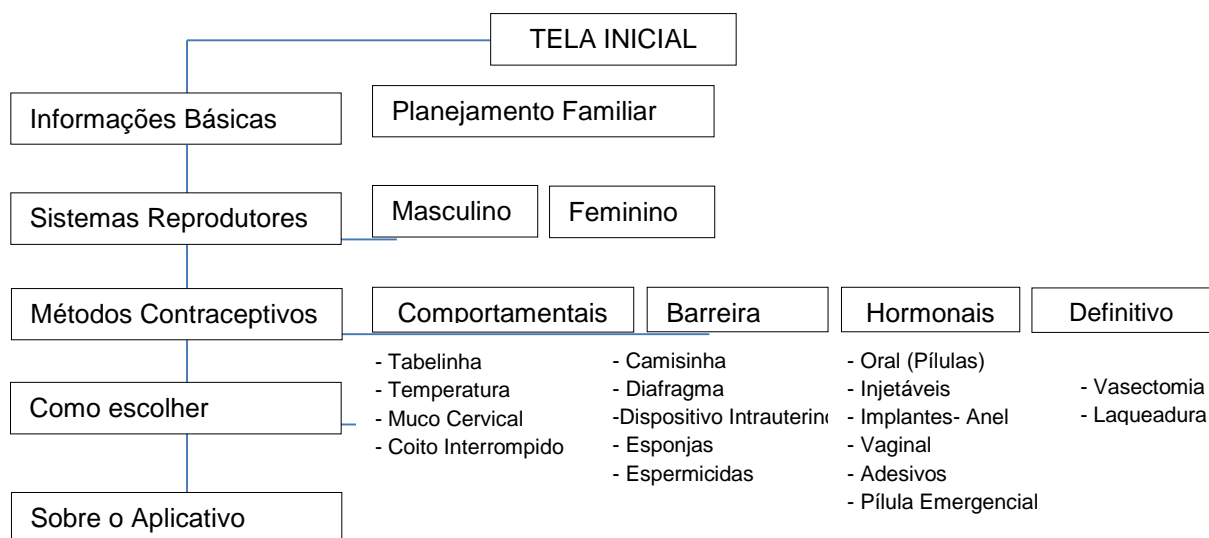 TELA INICIAL
Informações Básicas
Planejamento Familiar
Sistemas Reprodutores
Masculino
Feminino
Métodos Contraceptivos
Comportamentais
Barreira
Hormonais
Definitivo
- Tabelinha
- Temperatura
- Muco Cervical
- Coito Interrompido
- Camisinha
- Diafragma
-Dispositivo Intrauterino
- Esponjas
- Espermicidas
- Oral (Pílulas)
- Injetáveis
- Implantes- Anel
- Vaginal
- Adesivos
- Pílula Emergencial
- Vasectomia
- Laqueadura
Como escolher
Sobre o Aplicativo